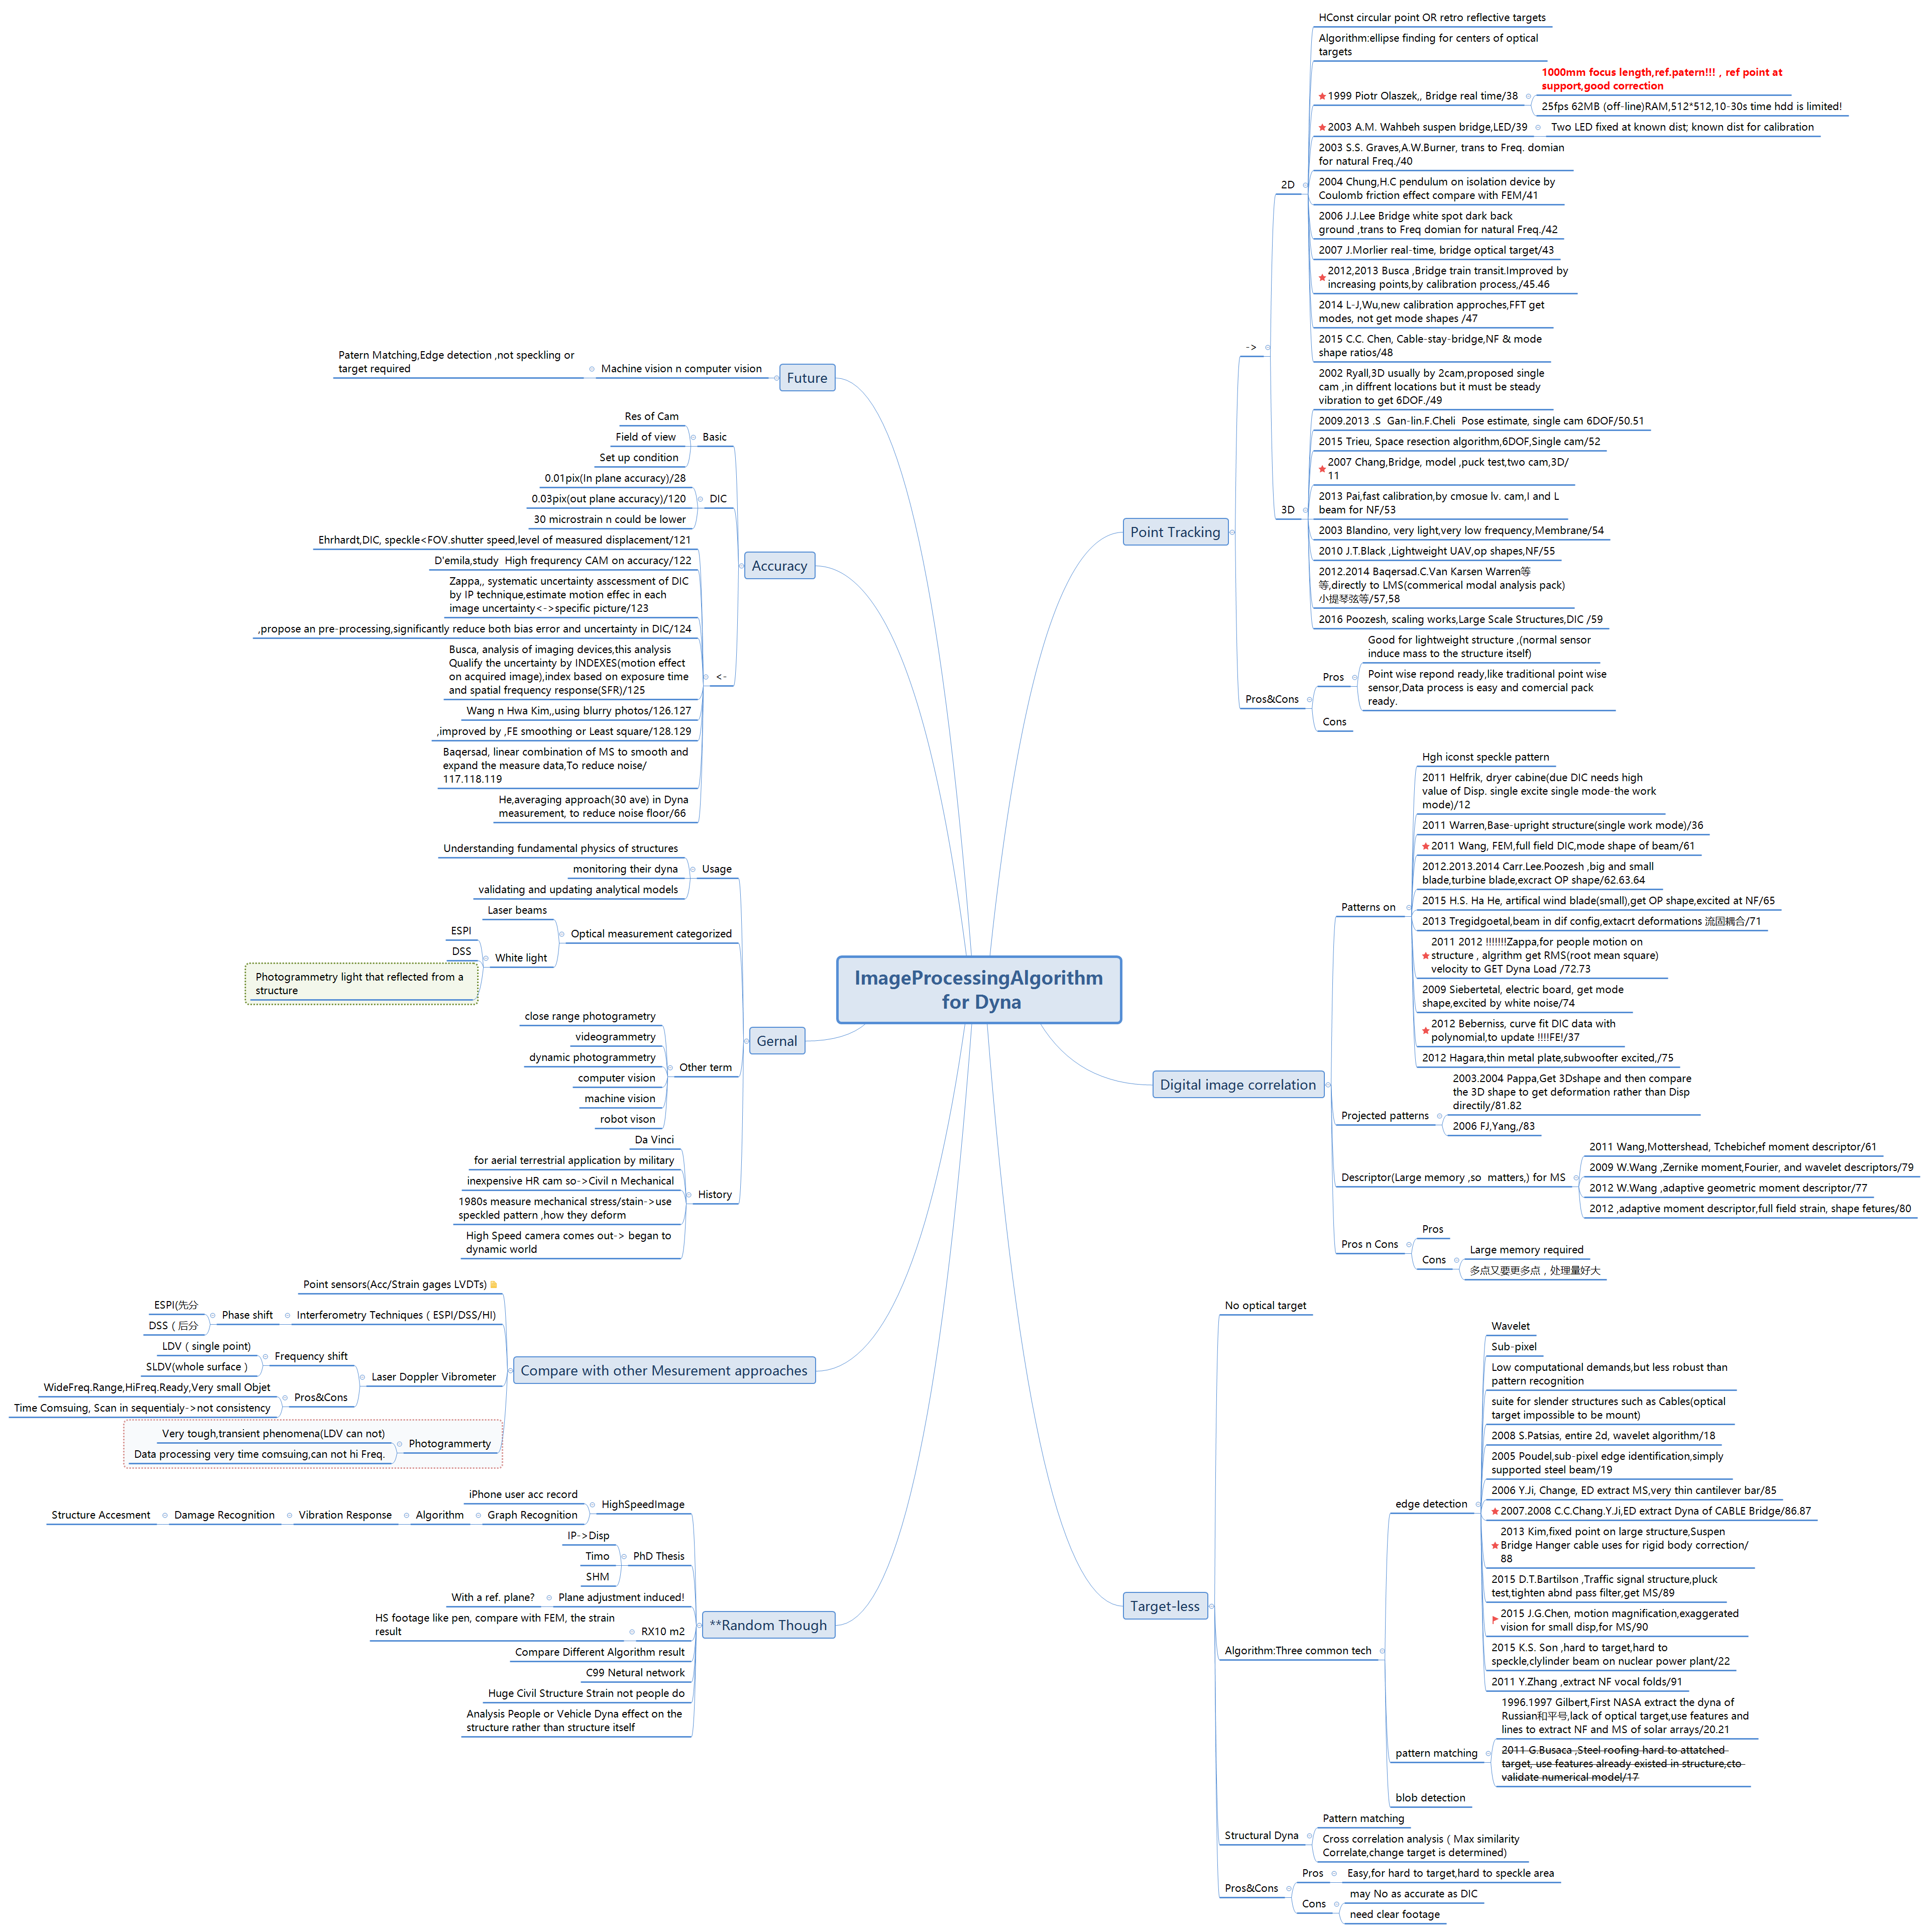 ImageProcessingAlgorithm
for Dyna
Point Tracking
->
2D
HConst circular point OR retro reflective targets
Algorithm:ellipse finding for centers of optical
targets
1999 Piotr Olaszek,, Bridge real time/38
1000mm focus length,ref.patern!!! , ref point at
support,good correction
25fps 62MB (off-line)RAM,512*512,10-30s time hdd is limited!
2003 A.M. Wahbeh suspen bridge,LED/39
Two LED fixed at known dist; known dist for calibration
2003 S.S. Graves,A.W.Burner, trans to Freq. domian
for natural Freq./40
2004 Chung,H.C pendulum on isolation device by
Coulomb friction effect compare with FEM/41
2006 J.J.Lee Bridge white spot dark back
ground ,trans to Freq domian for natural Freq./42
2007 J.Morlier real-time, bridge optical target/43
2012,2013 Busca ,Bridge train transit.Improved by
increasing points,by calibration process,/45.46
2014 L-J,Wu,new calibration approches,FFT get
modes, not get mode shapes /47
2015 C.C. Chen, Cable-stay-bridge,NF & mode
shape ratios/48
3D
2002 Ryall,3D usually by 2cam,proposed single
cam ,in diffrent locations but it must be steady
vibration to get 6DOF./49
2009.2013 .S  Gan-lin.F.Cheli  Pose estimate, single cam 6DOF/50.51
2015 Trieu, Space resection algorithm,6DOF,Single cam/52
2007 Chang,Bridge, model ,puck test,two cam,3D/
11
2013 Pai,fast calibration,by cmosue lv. cam,I and L
beam for NF/53
2003 Blandino, very light,very low frequency,Membrane/54
2010 J.T.Black ,Lightweight UAV,op shapes,NF/55
2012.2014 Baqersad.C.Van Karsen Warren等
等,directly to LMS(commerical modal analysis pack)
小提琴弦等/57,58
2016 Poozesh, scaling works,Large Scale Structures,DIC /59
Pros&Cons
Pros
Good for lightweight structure ,(normal sensor
induce mass to the structure itself)
Point wise repond ready,like traditional point wise
sensor,Data process is easy and comercial pack
ready.
Cons
Digital image correlation
Patterns on
Hgh iconst speckle pattern
2011 Helfrik, dryer cabine(due DIC needs high
value of Disp. single excite single mode-the work
mode)/12
2011 Warren,Base-upright structure(single work mode)/36
2011 Wang, FEM,full field DIC,mode shape of beam/61
2012.2013.2014 Carr.Lee.Poozesh ,big and small
blade,turbine blade,excract OP shape/62.63.64
2015 H.S. Ha He, artifical wind blade(small),get OP shape,excited at NF/65
2013 Tregidgoetal,beam in dif config,extacrt deformations 流固耦合/71
2011 2012 !!!!!!!Zappa,for people motion on
structure , algrithm get RMS(root mean square)
velocity to GET Dyna Load /72.73
2009 Siebertetal, electric board, get mode
shape,excited by white noise/74
2012 Beberniss, curve fit DIC data with
polynomial,to update !!!!FE!/37
2012 Hagara,thin metal plate,subwoofter excited,/75
Projected patterns
2003.2004 Pappa,Get 3Dshape and then compare
the 3D shape to get deformation rather than Disp
directily/81.82
2006 FJ,Yang,/83
Descriptor(Large memory ,so  matters,) for MS
2011 Wang,Mottershead, Tchebichef moment descriptor/61
2009 W.Wang ,Zernike moment,Fourier, and wavelet descriptors/79
2012 W.Wang ,adaptive geometric moment descriptor/77
2012 ,adaptive moment descriptor,full field strain, shape fetures/80
Pros n Cons
Pros
Cons
Large memory required
多点又要更多点，处理量好大
Target-less
No optical target
Algorithm:Three common tech
edge detection
Wavelet
Sub-pixel
Low computational demands,but less robust than
pattern recognition
suite for slender structures such as Cables(optical
target impossible to be mount)
2008 S.Patsias, entire 2d, wavelet algorithm/18
2005 Poudel,sub-pixel edge identification,simply
supported steel beam/19
2006 Y.Ji, Change, ED extract MS,very thin cantilever bar/85
2007.2008 C.C.Chang.Y.Ji,ED extract Dyna of CABLE Bridge/86.87
2013 Kim,fixed point on large structure,Suspen
Bridge Hanger cable uses for rigid body correction/
88
2015 D.T.Bartilson ,Traffic signal structure,pluck
test,tighten abnd pass filter,get MS/89
2015 J.G.Chen, motion magnification,exaggerated
vision for small disp,for MS/90
2015 K.S. Son ,hard to target,hard to
speckle,clylinder beam on nuclear power plant/22
2011 Y.Zhang ,extract NF vocal folds/91
pattern matching
1996.1997 Gilbert,First NASA extract the dyna of
Russian和平号,lack of optical target,use features and
lines to extract NF and MS of solar arrays/20.21
2011 G.Busaca ,Steel roofing hard to attatched
target, use features already existed in structure,cto
validate numerical model/17
blob detection
Structural Dyna
Pattern matching
Cross correlation analysis ( Max similarity
Correlate,change target is determined)
Pros&Cons
Pros
Easy,for hard to target,hard to speckle area
Cons
may No as accurate as DIC
need clear footage
Future
Machine vision n computer vision
Patern Matching,Edge detection ,not speckling or
target required
Accuracy
Basic
Res of Cam
Field of view
Set up condition
DIC
0.01pix(In plane accuracy)/28
0.03pix(out plane accuracy)/120
30 microstrain n could be lower
<-
Ehrhardt,DIC, speckle<FOV.shutter speed,level of measured displacement/121
D'emila,study  High frequrency CAM on accuracy/122
Zappa,, systematic uncertainty asscessment of DIC
by IP technique,estimate motion effec in each
image uncertainty<->specific picture/123
,propose an pre-processing,significantly reduce both bias error and uncertainty in DIC/124
Busca, analysis of imaging devices,this analysis
Qualify the uncertainty by INDEXES(motion effect
on acquired image),index based on exposure time
and spatial frequency response(SFR)/125
Wang n Hwa Kim,,using blurry photos/126.127
,improved by ,FE smoothing or Least square/128.129
Baqersad, linear combination of MS to smooth and
expand the measure data,To reduce noise/
117.118.119
He,averaging approach(30 ave) in Dyna
measurement, to reduce noise floor/66
Gernal
Usage
Understanding fundamental physics of structures
monitoring their dyna
validating and updating analytical models
Optical measurement categorized
Laser beams
White light
ESPI
DSS
Photogrammetry light that reflected from a
structure
Other term
close range photogrametry
videogrammetry
dynamic photogrammetry
computer vision
machine vision
robot vison
History
Da Vinci
for aerial terrestrial application by military
inexpensive HR cam so->Civil n Mechanical
1980s measure mechanical stress/stain->use
speckled pattern ,how they deform
High Speed camera comes out-> began to
dynamic world
Compare with other Mesurement approaches
Point sensors(Acc/Strain gages LVDTs)
Interferometry Techniques ( ESPI/DSS/HI)
Phase shift
ESPI(先分
DSS ( 后分
Laser Doppler Vibrometer
Frequency shift
LDV ( single point)
SLDV(whole surface )
Pros&Cons
WideFreq.Range,HiFreq.Ready,Very small Objet
Time Comsuing, Scan in sequentialy->not consistency
Photogrammerty
Very tough,transient phenomena(LDV can not)
Data processing very time comsuing,can not hi Freq.
**Random Though
HighSpeedImage
iPhone user acc record
Graph Recognition
Algorithm
Vibration Response
Damage Recognition
Structure Accesment
PhD Thesis
IP->Disp
Timo
SHM
Plane adjustment induced!
With a ref. plane?
RX10 m2
HS footage like pen, compare with FEM, the strain
result
Compare Different Algorithm result
C99 Netural network
Huge Civil Structure Strain not people do
Analysis People or Vehicle Dyna effect on the
structure rather than structure itself